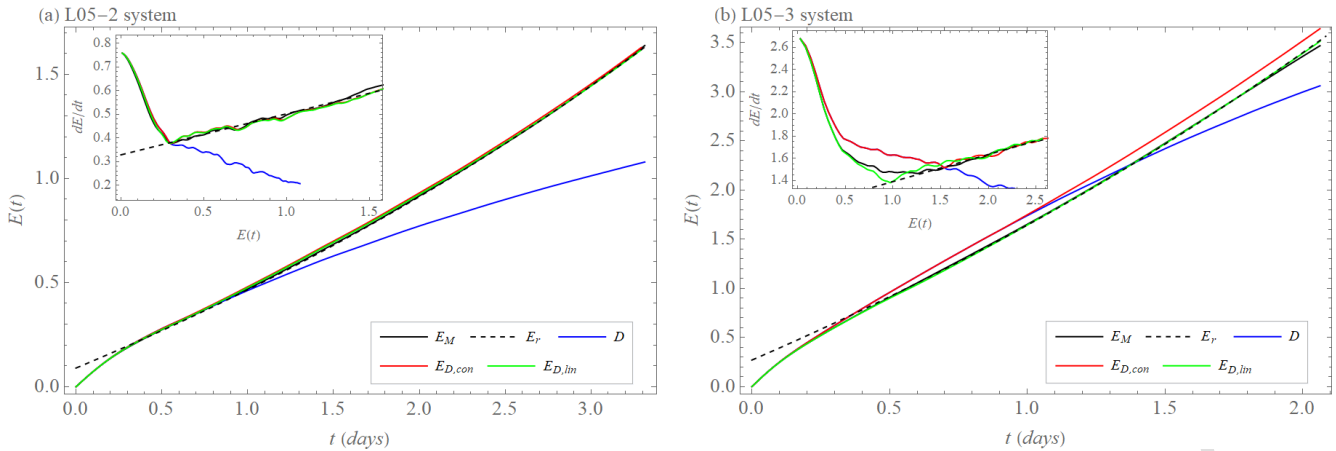 (a) L05−2 system
(b) L05−3 system
E(t)
1.5
1.0
0.5
0.0
0.0 0.5 1.0 1.5 2.0 2.5 3.0
t (days)
dE/dt
0.8
0.7
0.6
0.5
0.4
0.3
0.2
0.0 0.5 1.0 1.5
E(t)
E_M E_r D
E_{D,con} E_{D,lin}
E(t)
3.5
3.0
2.5
2.0
1.5
1.0
0.5
0.0
0.0 0.5 1.0 1.5 2.0
t (days)
dE/dt
2.6
2.4
2.2
2.0
1.8
1.6
1.4
0.0 0.5 1.0 1.5 2.0 2.5
E(t)
E_M E_r D
E_{D,con} E_{D,lin}